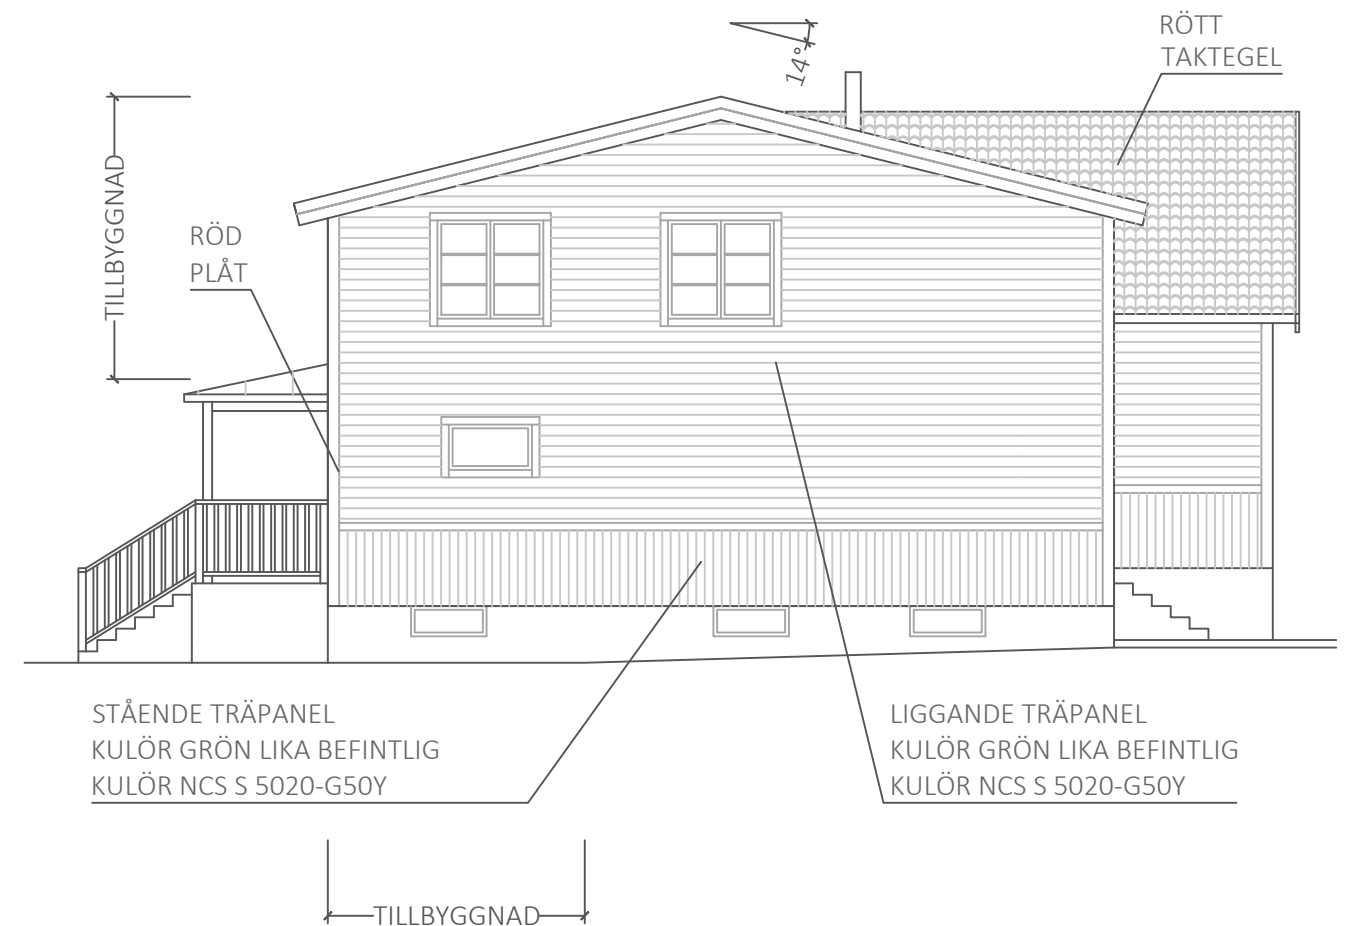 RÖTT
TAKTEGEL
14°
TILLBYGGNAD
RÖD
PLÅT
STÅENDE TRÄPANEL
KULÖR GRÖN LIKA BEFINTLIG
KULÖR NCS S 5020-G50Y
LIGGANDE TRÄPANEL
KULÖR GRÖN LIKA BEFINTLIG
KULÖR NCS S 5020-G50Y
TILLBYGGNAD